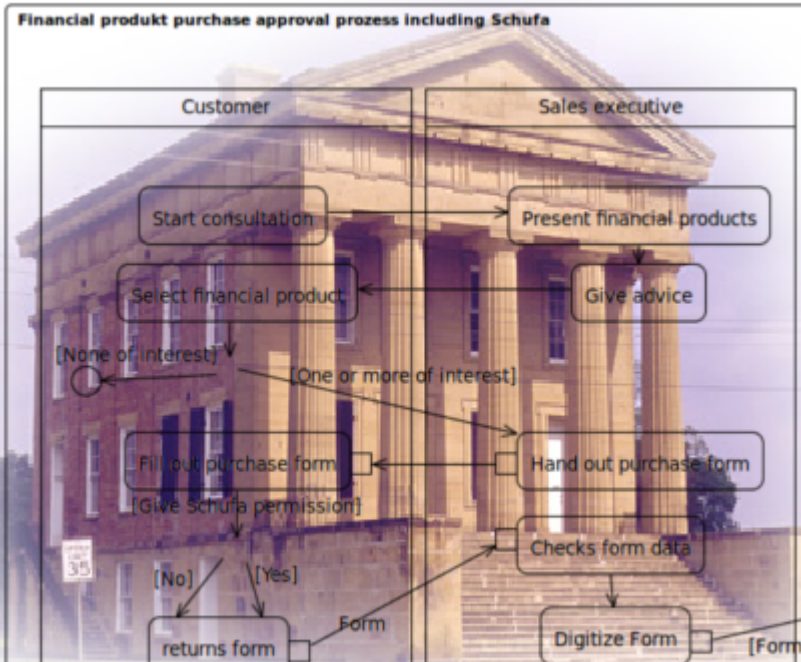 Financial produkt purchase approval prozess including Schufa
Customer
Sales executive
Start consultation
Present financial products
Select financial product
Give advice
[None of interest]
[One or more of interest]
Fill out purchase form
Hand out purchase form
[Give Schufa permission]
Checks form data
[No]
[Yes]
Form
returns form
Digitize Form
[Form
35